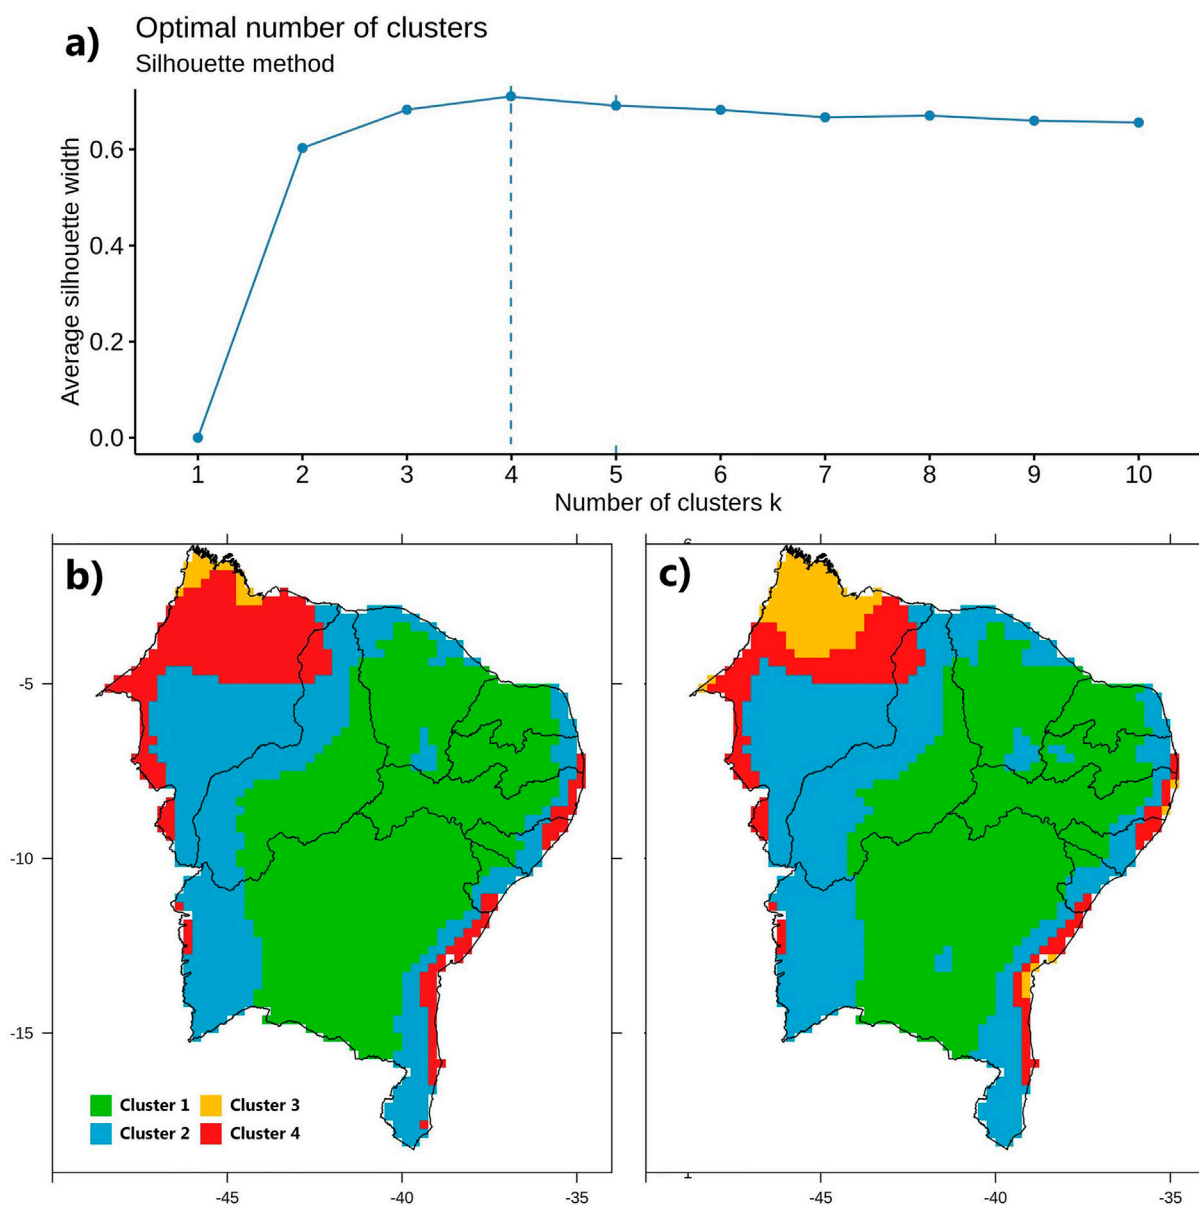 a)
Optimal number of clusters
Silhouette method
Average silhouette width
0.6
0.4
0.2
0.0
1 2 3 4 5 6 7 8 9 10
Number of clusters k
b)
c)
-5
-10
-15
Cluster 1 Cluster 3
Cluster 2 Cluster 4
-45 -40 -35
-45 -40 -35